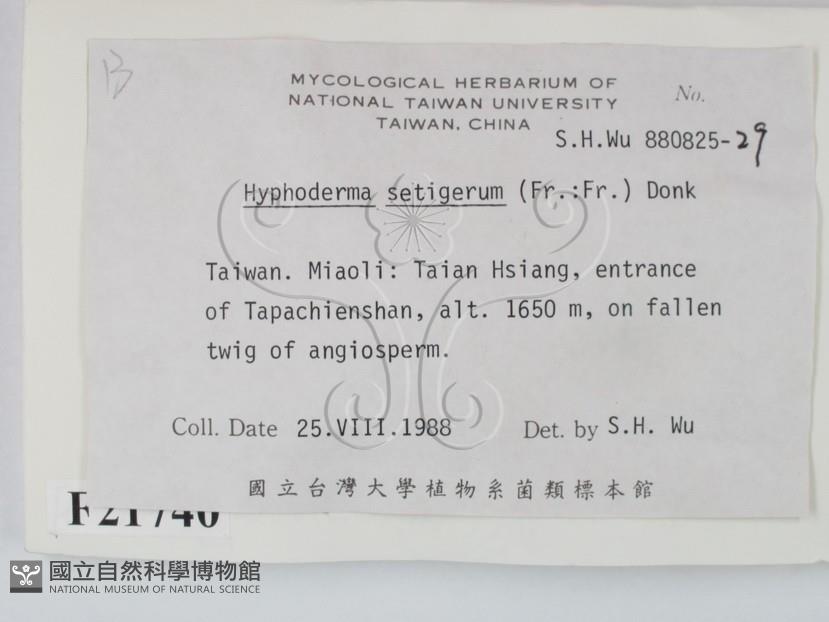 B
MYCOLOGICAL HERBARIUM OF
NATIONAL TAIWAN UNIVERSITY
TAIWAN, CHINA
No.
S.H.Wu 880825-29
Hyphoderma setigerum (Fr.:Fr.) Donk
Taiwan. Miaoli: Taian Hsiang, entrance
of Tapachienshan, alt. 1650 m, on fallen
twig of angiosperm.
Coll. Date 25.VIII.1988 Det. by S.H. Wu
國立台灣大學植物系菌類標本館
F21740
國立自然科學博物館
NATIONAL MUSEUM OF NATURAL SCIENCE